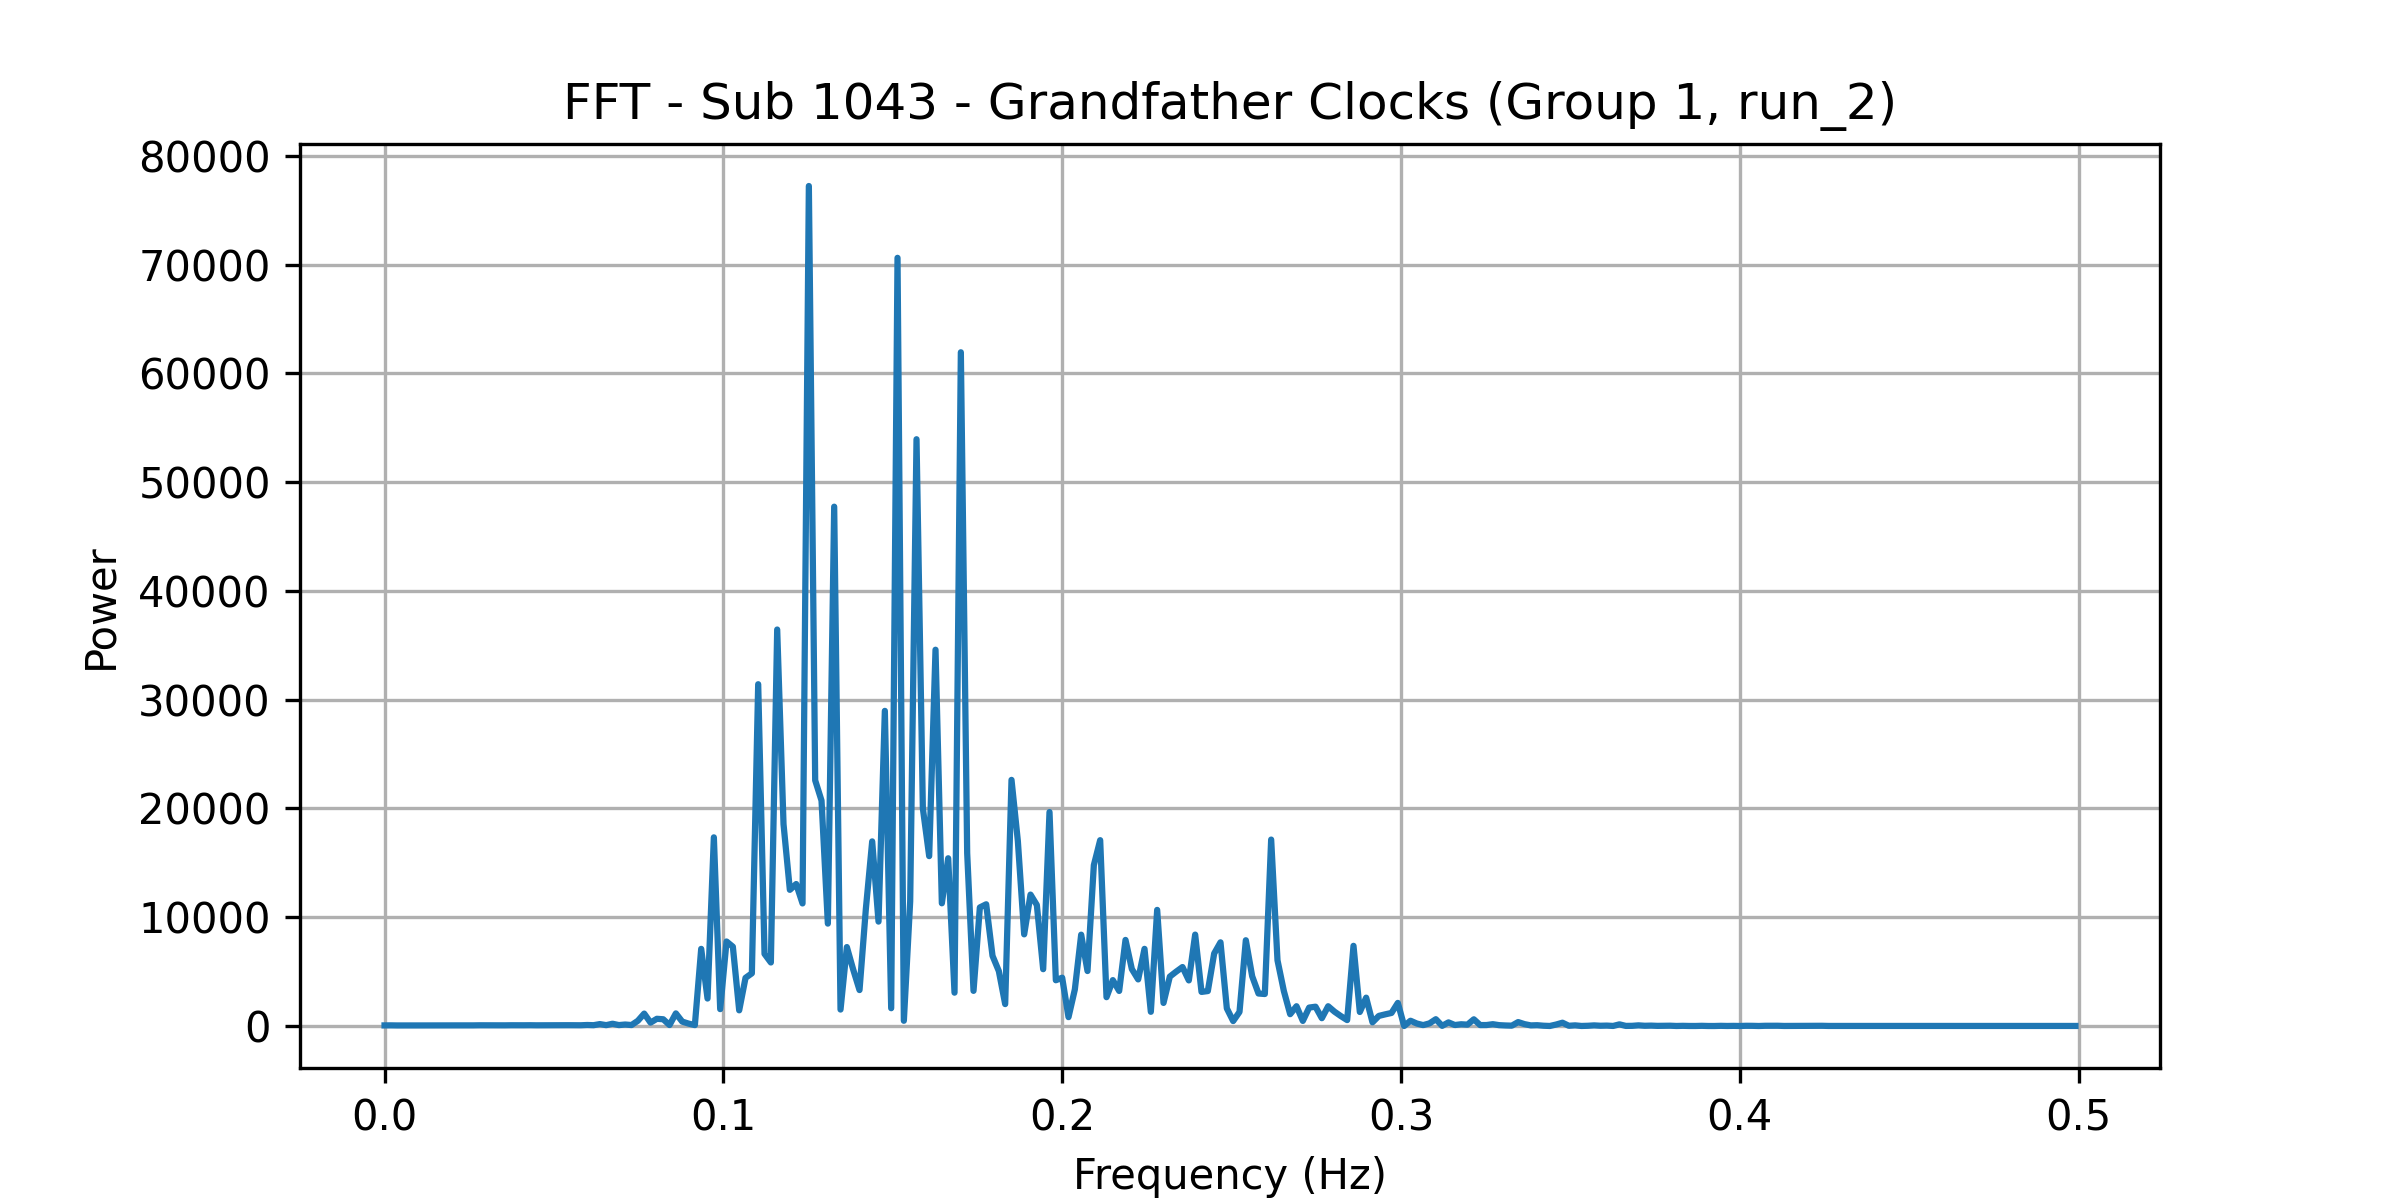 FFT - Sub 1043 - Grandfather Clocks (Group 1, run_2)
80000
70000
60000
50000
40000
30000
20000
10000
0
Power
0.0 0.1 0.2 0.3 0.4 0.5
Frequency (Hz)